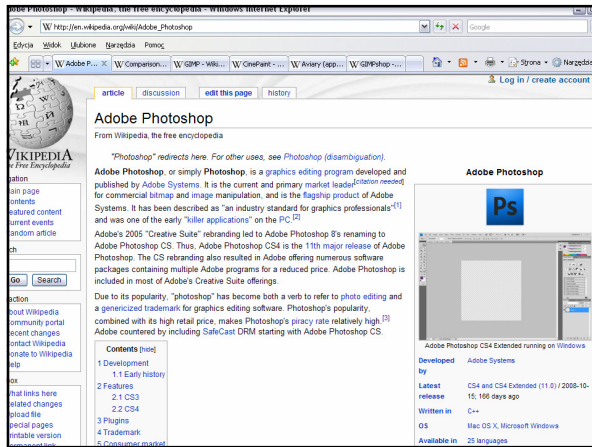 obe Photoshop - Wikipedia, the free encyclopedia - Windows Internet Explorer
W http://en.wikipedia.org/wiki/Adobe_Photoshop
Google
Edycja Widok Ulubione Narzędzia Pomoc
W Adobe P... X W Comparison... W GIMP - Wiki... W CinePaint - ... W Aviary (app... W GIMPshop -... Strona Narzędzia
Log in / create account
article discussion edit this page history
WIKIPEDIA
he Free Encyclopedia
gation
ain page
ontents
eatured content
urrent events
andom article
ch
Go Search
action
bout Wikipedia
ommunity portal
ecent changes
ontact Wikipedia
onate to Wikipedia
elp
ox
hat links here
elated changes
pload file
pecial pages
rintable version
Adobe Photoshop
From Wikipedia, the free encyclopedia
"Photoshop" redirects here. For other uses, see Photoshop (disambigution).
Adobe Photoshop, or simply Photoshop, is a graphics editing program developed and
published by Adobe Systems. It is the current and primary market leader[citation needed]
for commercial bitmap and image manipulation, and is the flagship product of Adobe
Systems. It has been described as "an industry standard for graphics professionals"[1]
and was one of the early "killer applications" on the PC.[2]
Adobe's 2005 "Creative Suite" rebranding led to Adobe Photoshop 8's renaming to
Adobe Photoshop CS. Thus, Adobe Photoshop CS4 is the 11th major release of Adobe
Photoshop. The CS rebranding also resulted in Adobe offering numerous software
packages containing multiple Adobe programs for a reduced price. Adobe Photoshop is
included in most of Adobe's Creative Suite offerings.
Due to its popularity, "photoshop" has become both a verb to refer to photo editing and
a genericized trademark for graphics editing software. Photoshop's popularity,
combined with its high retail price, makes Photoshop's piracy rate relatively high.[3]
Adobe countered by including SafeCast DRM starting with Adobe Photoshop CS.
Contents [hide]
1 Development
1.1 Early history
2 Features
2.1 CS3
2.2 CS4
3 Plugins
4 Trademark
5 Consumer market
Adobe Photoshop
Ps
Adobe Photoshop CS4 Extended running on Windows
Developed by Adobe Systems
Latest release CS4 and CS4 Extended (11.0) / 2008-10-
15; 166 days ago
Written in C++
OS Mac OS X, Microsoft Windows
Available in 25 languages